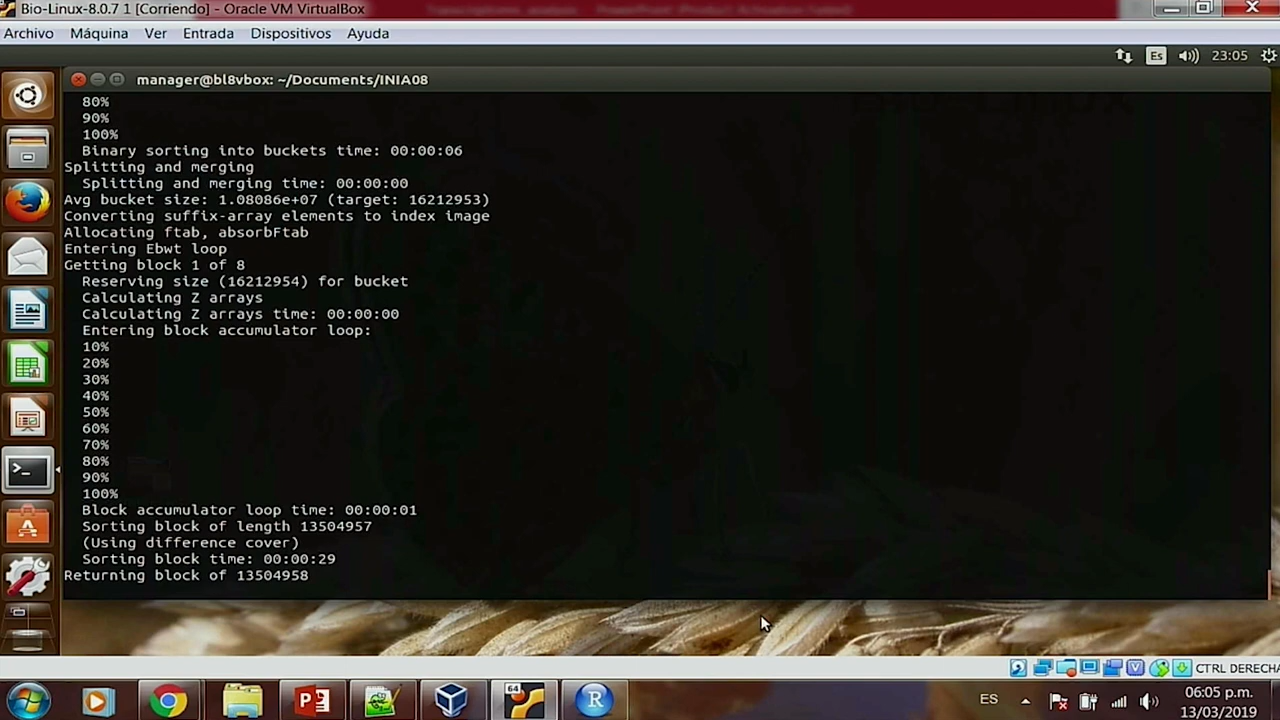 Bio-Linux-8.0.7 1 [Corriendo] - Oracle VM VirtualBox
Archivo Máquina Ver Entrada Dispositivos Ayuda
Es 23:05
manager@bl8vbox: ~/Documents/INIA08
80%
90%
100%
Binary sorting into buckets time: 00:00:06
Splitting and merging
Splitting and merging time: 00:00:00
Avg bucket size: 1.08086e+07 (target: 16212953)
Converting suffix-array elements to index image
Allocating ftab, absorbFtab
Entering Ebwt loop
Getting block 1 of 8
Reserving size (16212954) for bucket
Calculating Z arrays
Calculating Z arrays time: 00:00:00
Entering block accumulator loop:
10%
20%
30%
40%
50%
60%
70%
80%
90%
100%
Block accumulator loop time: 00:00:01
Sorting block of length 13504957
(Using difference cover)
Sorting block time: 00:00:29
Returning block of 13504958
CTRL DERECHA
64
ES
06:05 p.m.
13/03/2019